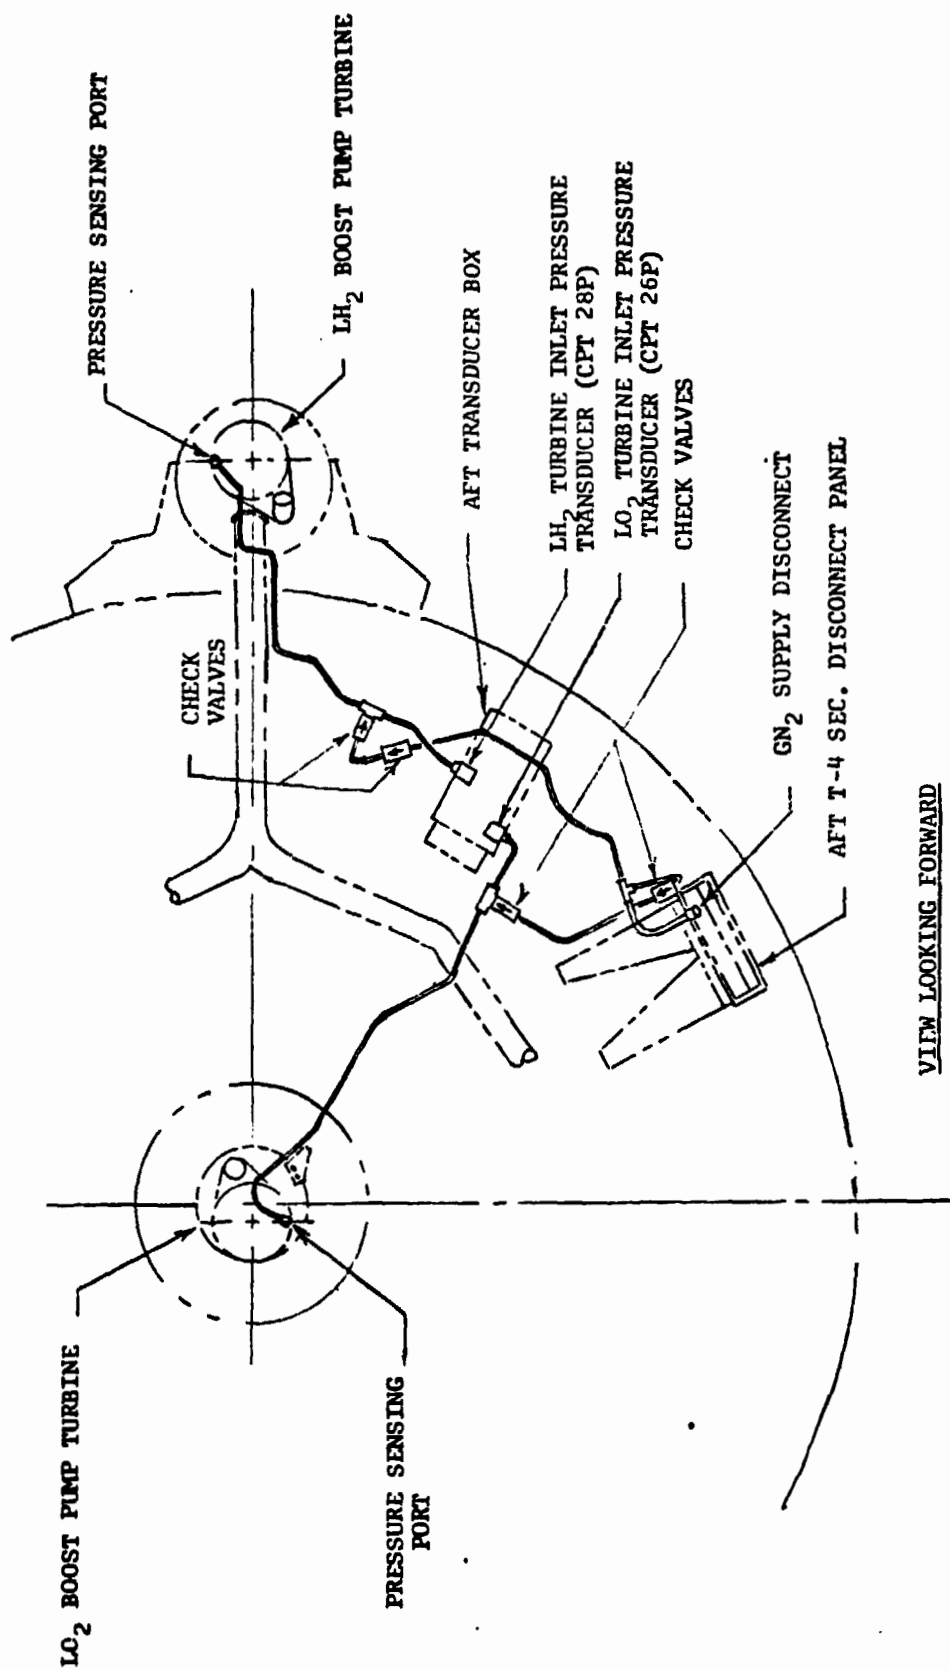 LO2 BOOST PUMP TURBINE
PRESSURE SENSING
PORT
PRESSURE SENSING PORT
LH2 BOOST PUMP TURBINE
CHECK
VALVES
AFT TRANSDUCER BOX
LH2 TURBINE INLET PRESSURE
TRANSDUCER (CPT 28P)
LO2 TURBINE INLET PRESSURE
TRANSDUCER (CPT 26P)
CHECK VALVES
GN2 SUPPLY DISCONNECT
AFT T-4 SEC. DISCONNECT PANEL
VIEW LOOKING FORWARD